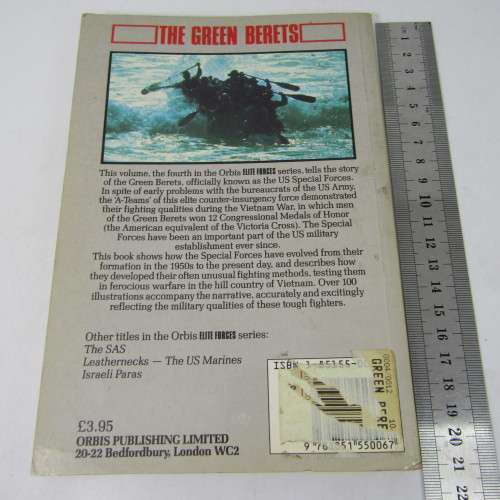 THE GREEN BERETS
This volume, the fourth in the Orbis ELITE FORCES series, tells the story
of the Green Berets, officially known as the US Special Forces.
In spite of early problems with the bureaucrats of the US Army,
the 'A-Teams' of this elite counter-insurgency force demonstrated
their fighting qualities during the Vietnam War, in which men
of the Green Berets won 12 Congressional Medals of Honor
(the American equivalent of the Victoria Cross). The Special
Forces have been an important part of the US military
establishment ever since.
This book shows how the Special Forces have evolved from their
formation in the 1950s to the present day, and describes how
they developed their often unusual fighting methods, testing them
in ferocious warfare in the hill country of Vietnam. Over 100
illustrations accompany the narrative, accurately and excitingly
reflecting the military qualities of these tough fighters.
Other titles in the Orbis ELITE FORCES series:
The SAS
Leathernecks — The US Marines
Israeli Paras
£3.95
ORBIS PUBLISHING LIMITED
20-22 Bedfordbury, London WC2
ISBN 1-85155-0
GREEN BERE
9 781851 550067
1
2
3
4
5
6
7
8
9
10
11
12
13
14
15
16
17
18
19
20
21
22